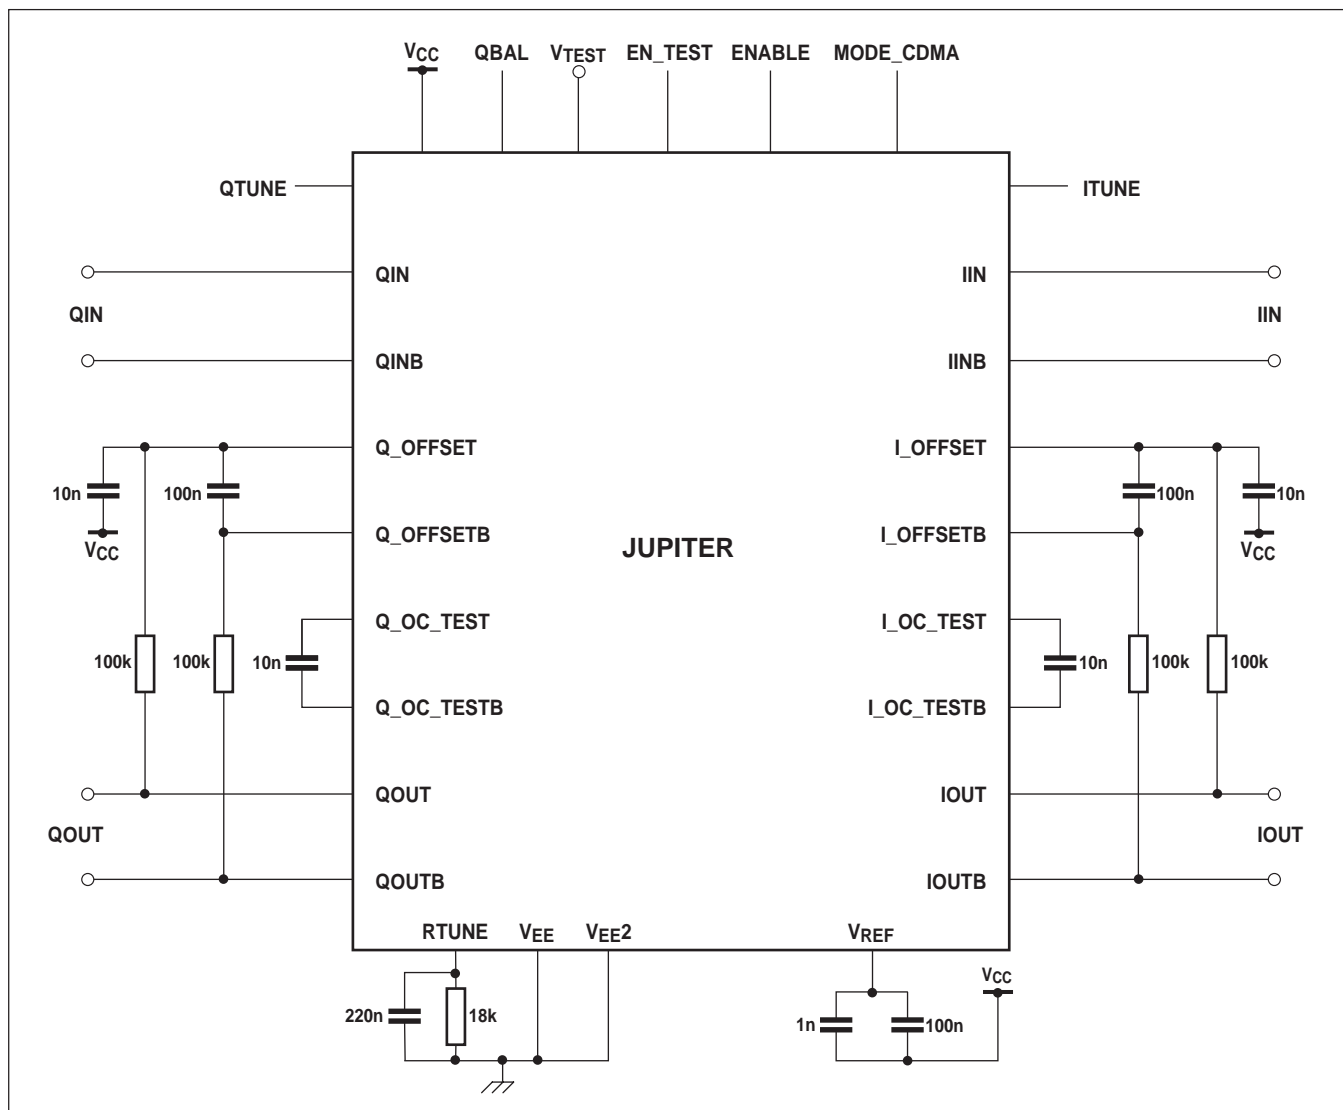 VCC QBAL VTEST EN_TEST ENABLE MODE_CDMA
QTUNE ITUNE
QIN IIN
QIN IIN
QINB IINB
Q_OFFSET I_OFFSET
10n 100n 100n 10n
Q_OFFSETB I_OFFSETB
VCC JUPITER VCC
Q_OC_TEST I_OC_TEST
100k 100k 10n 10n 100k 100k
Q_OC_TESTB I_OC_TESTB
QOUT IOUT
QOUT IOUT
QOUTB IOUTB
RTUNE VEE VEE2 VREF
VCC
220n 18k 1n 100n